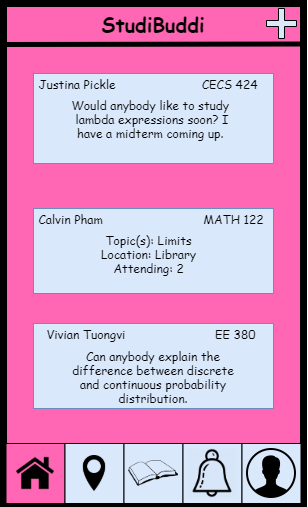 StudiBuddi
Justina Pickle CECS 424
Would anybody like to study
lambda expressions soon? I
have a midterm coming up.
Calvin Pham MATH 122
Topic(s): Limits
Location: Library
Attending: 2
Vivian Tuongvi EE 380
Can anybody explain the
difference between discrete
and continuous probability
distribution.